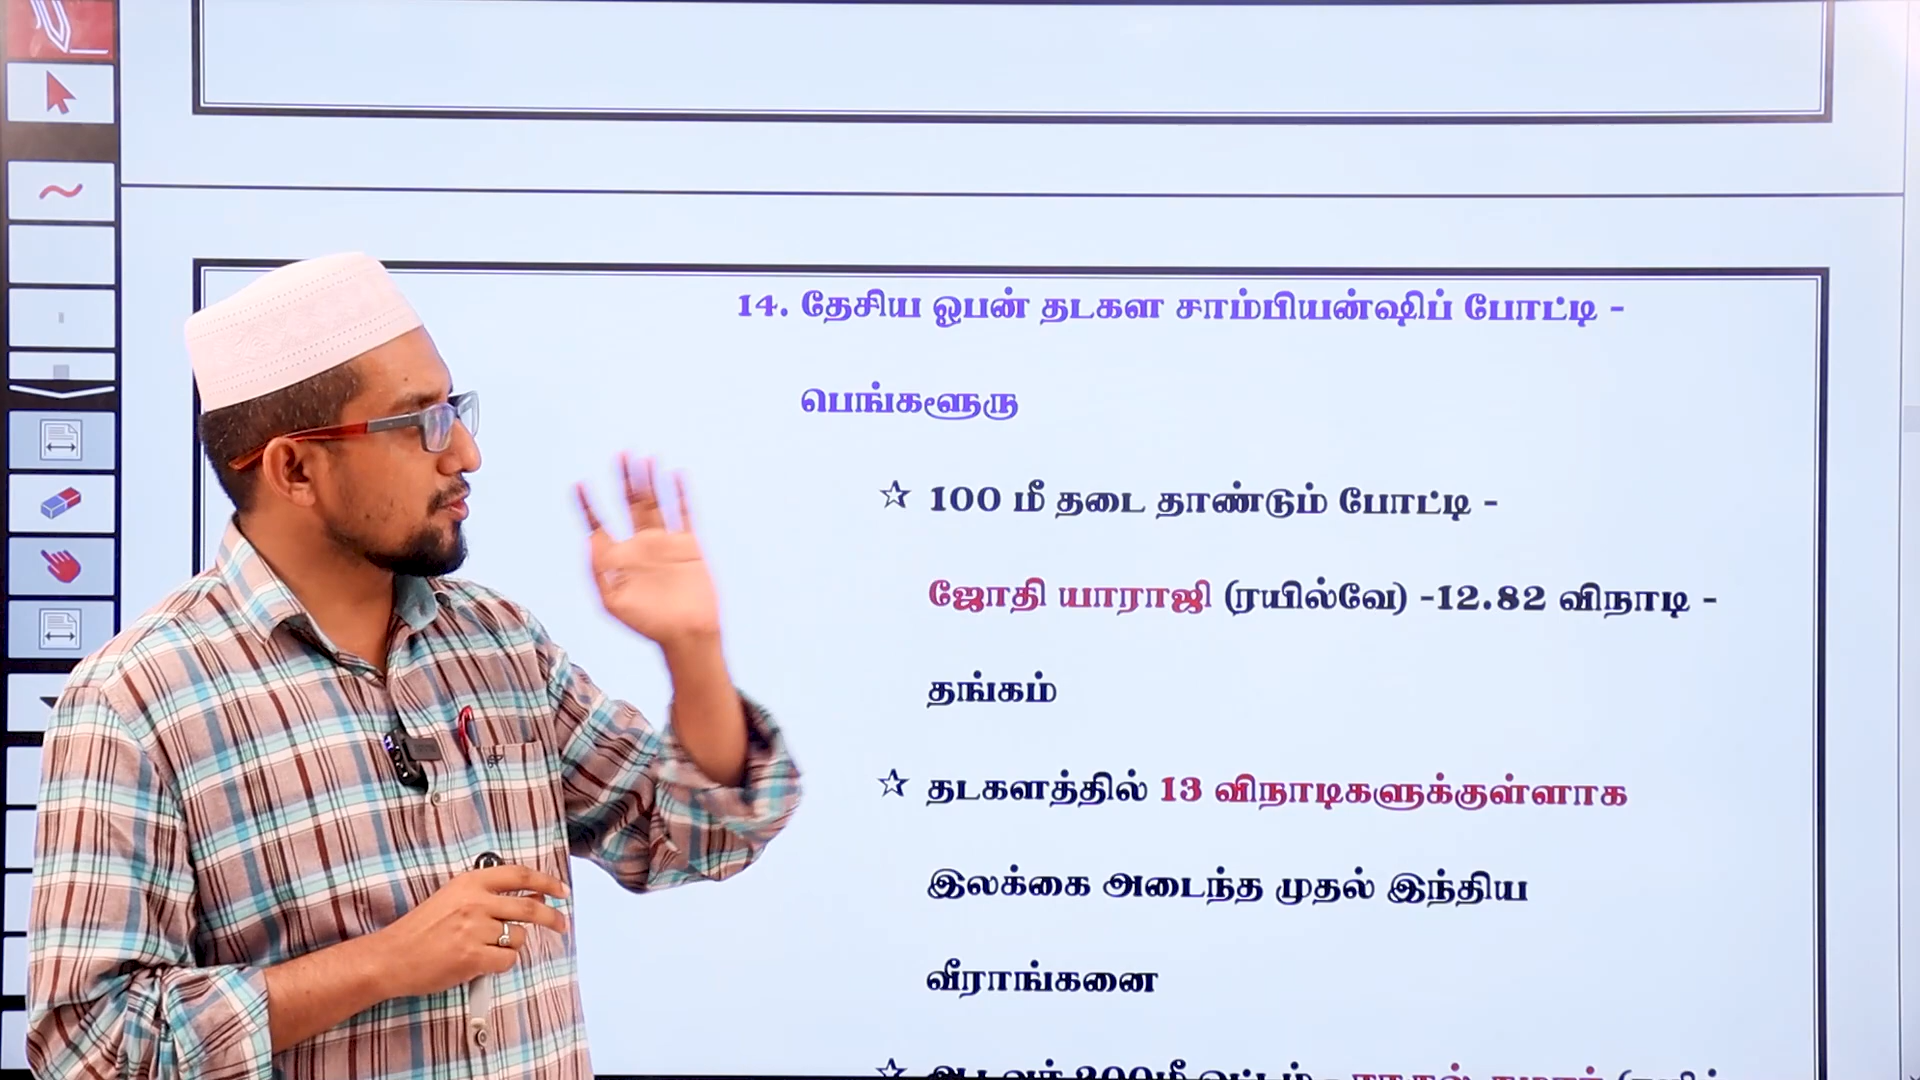 14. தேசிய ஓபன் தடகள சாம்பியன்ஷிப் போட்டி -
பெங்களூரு
☆ 100 மீ தடை தாண்டும் போட்டி -
ஜோதி யாராஜி (ரயில்வே) -12.82 விநாடி -
தங்கம்
☆ தடகளத்தில் 13 விநாடிகளுக்குள்ளாக
இலக்கை அடைந்த முதல் இந்திய
வீராங்கனை